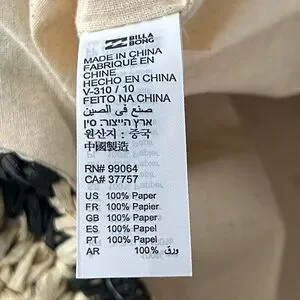 BILLA
BONG
MADE IN CHINA
FABRIQUÉ EN
CHINE
HECHO EN CHINA
V-310 / 10
FEITO NA CHINA
صنع في الصين
ארץ הייצור: סין
원산지: 중국
中國製造
RN# 99064
CA# 37757
US 100% Paper
FR 100% Papier
GB 100% Paper
ES 100% Papel
PT 100% Papel
AR 100% ورق